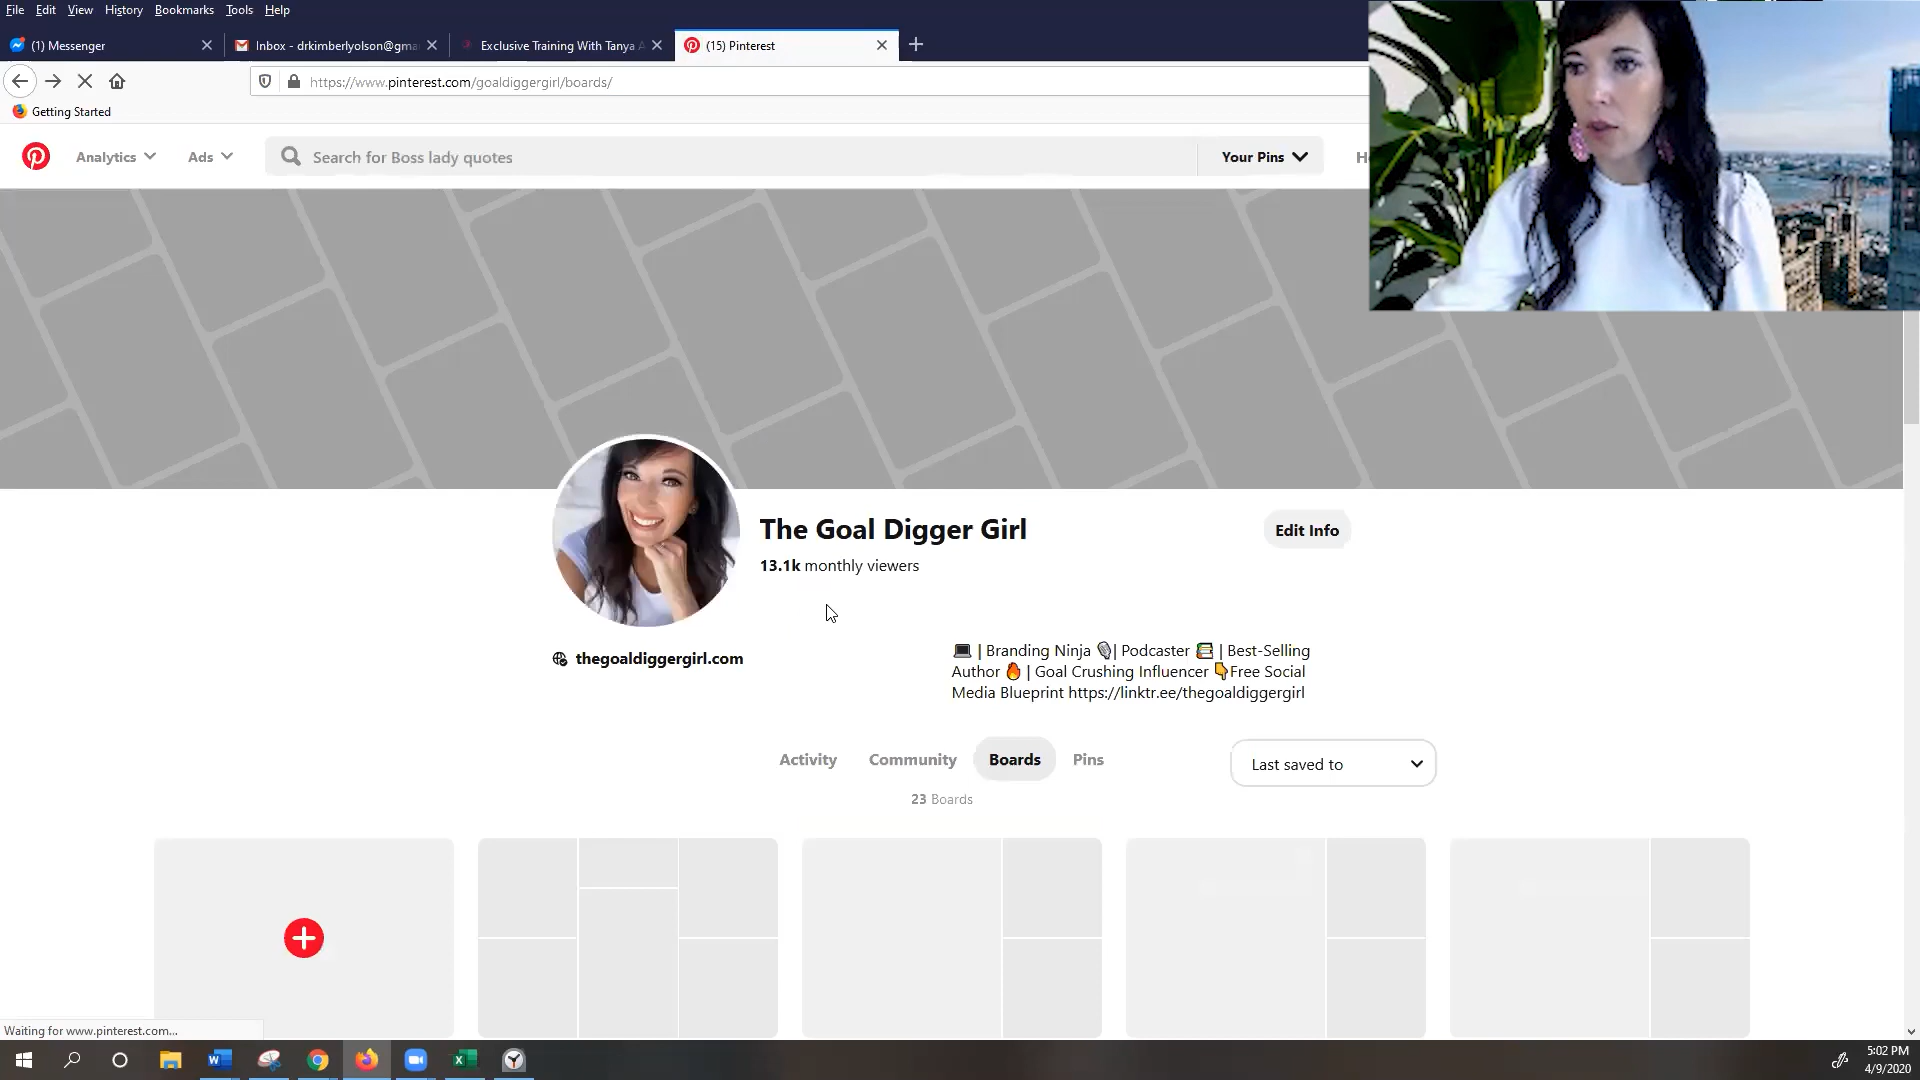 File Edit View History Bookmarks Tools Help
(1) Messenger
Inbox - drkimberlyolson@gma
Exclusive Training With Tanya A
(15) Pinterest
https://www.pinterest.com/goaldiggergirl/boards/
Getting Started
Analytics
Ads
Search for Boss lady quotes
Your Pins
H
The Goal Digger Girl
Edit Info
13.1k monthly viewers
thegoaldiggergirl.com
💻 | Branding Ninja 🎙| Podcaster 📚 | Best-Selling
Author 🔥 | Goal Crushing Influencer 👇Free Social
Media Blueprint https://linktr.ee/thegoaldiggergirl
Activity Community Boards Pins
Last saved to
23 Boards
Waiting for www.pinterest.com...
5:02 PM
4/9/2020